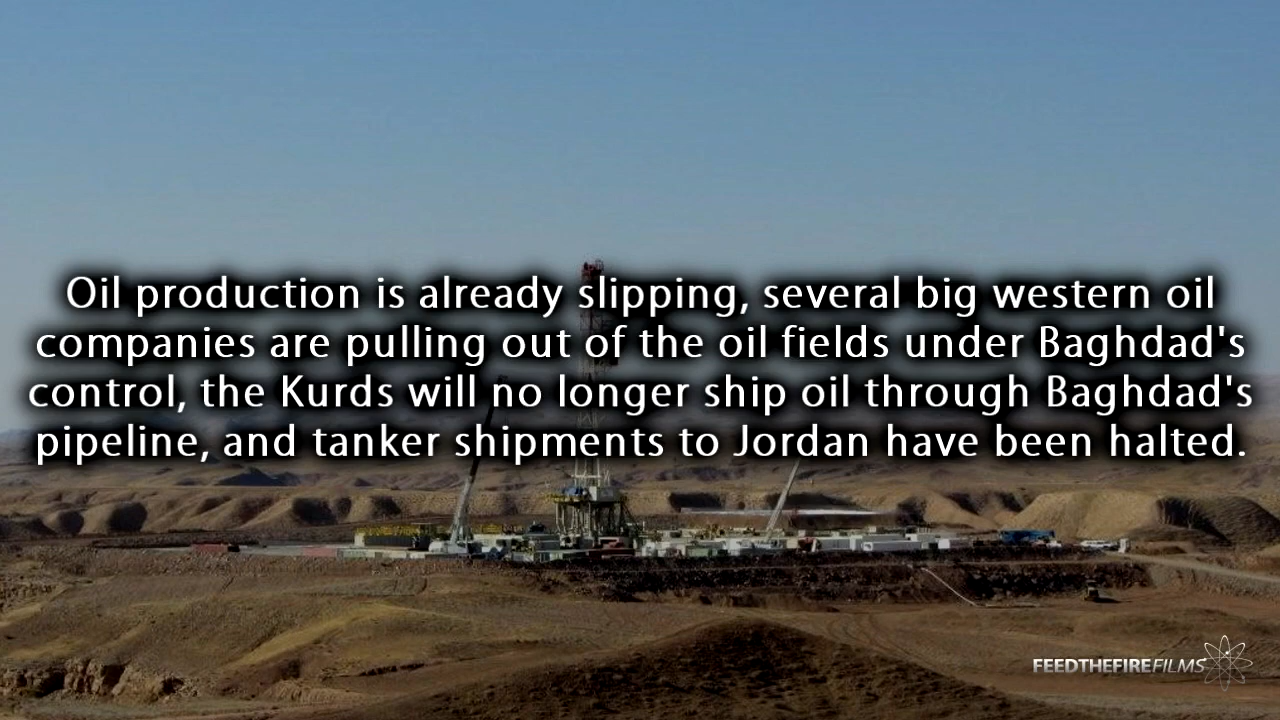 Oil production is already slipping, several big western oil
companies are pulling out of the oil fields under Baghdad's
control, the Kurds will no longer ship oil through Baghdad's
pipeline, and tanker shipments to Jordan have been halted.
FEEDTHEFIREFILMS